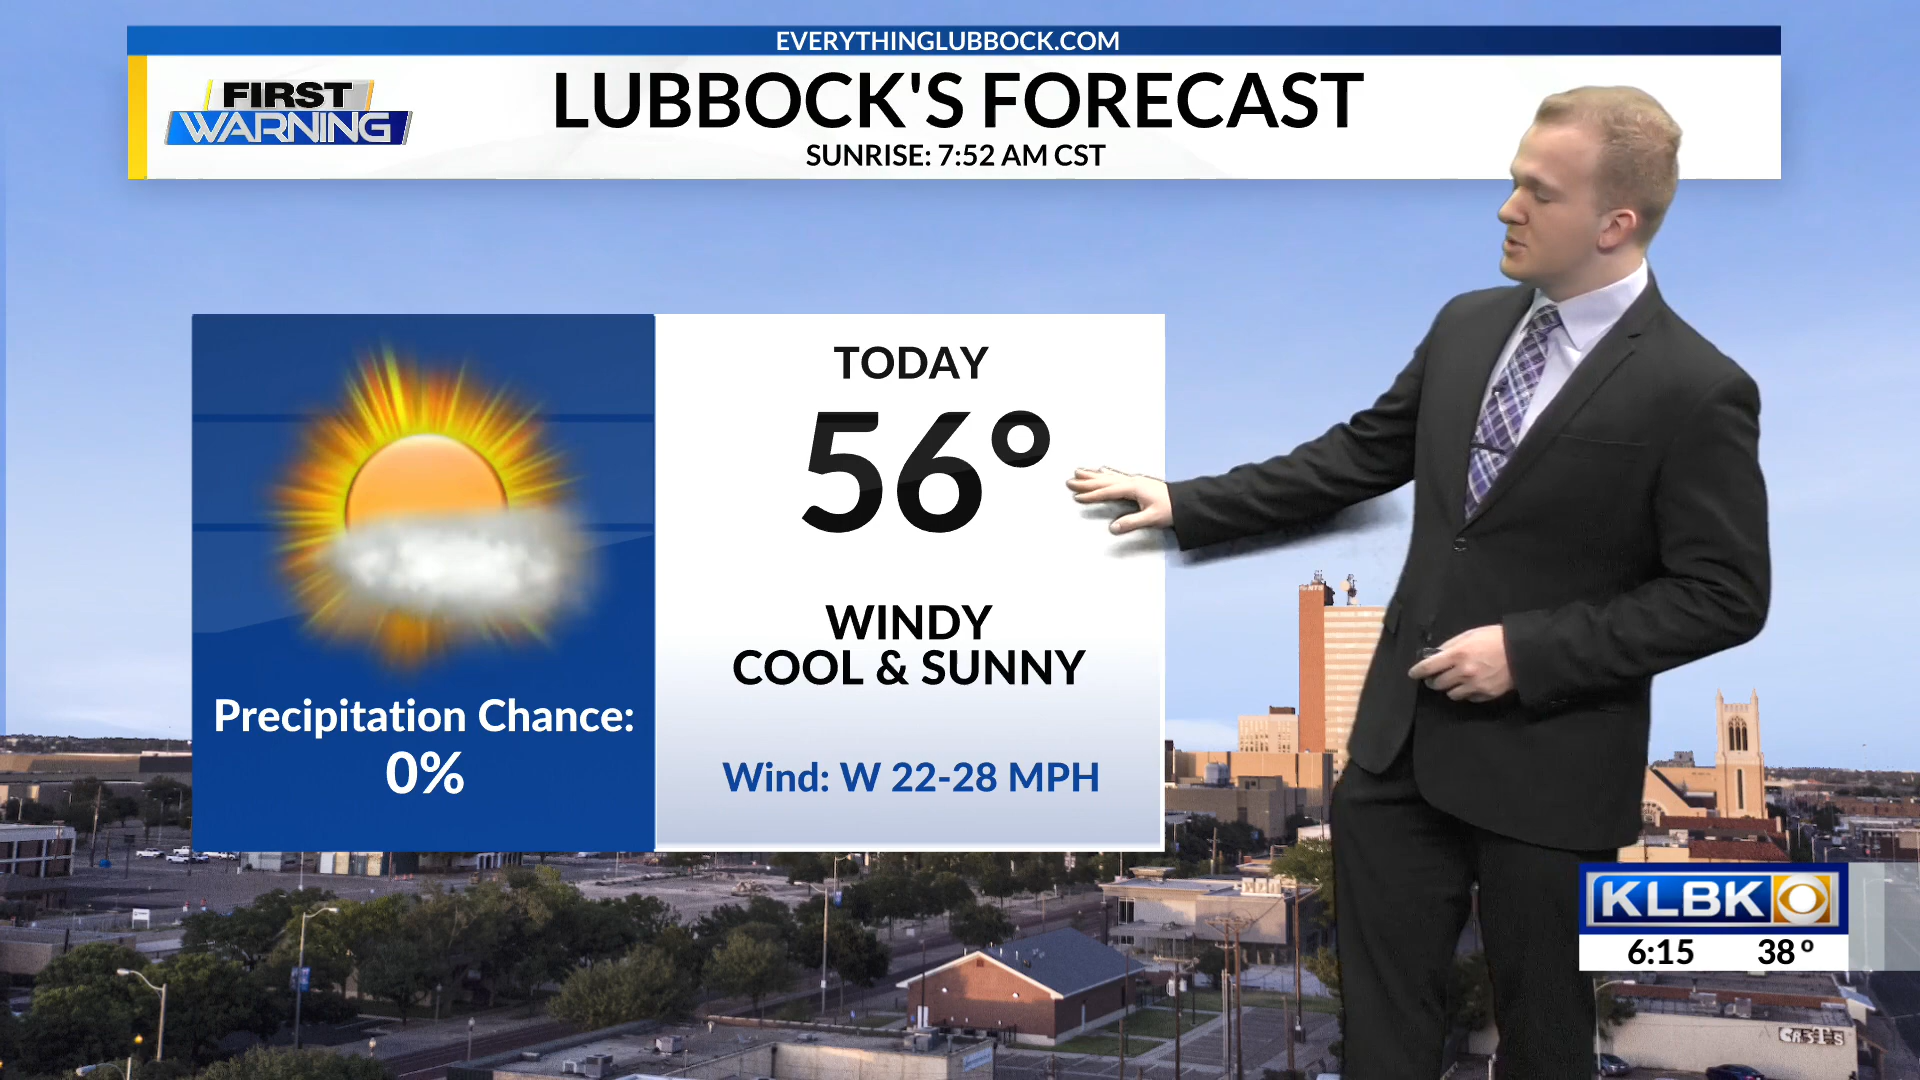 EVERYTHINGLUBBOCK.COM
FIRST
WARNING
LUBBOCK'S FORECAST
SUNRISE: 7:52 AM CST
TODAY
56°
WINDY
COOL & SUNNY
Wind: W 22-28 MPH
Precipitation Chance:
0%
KLBK
6:15 38°